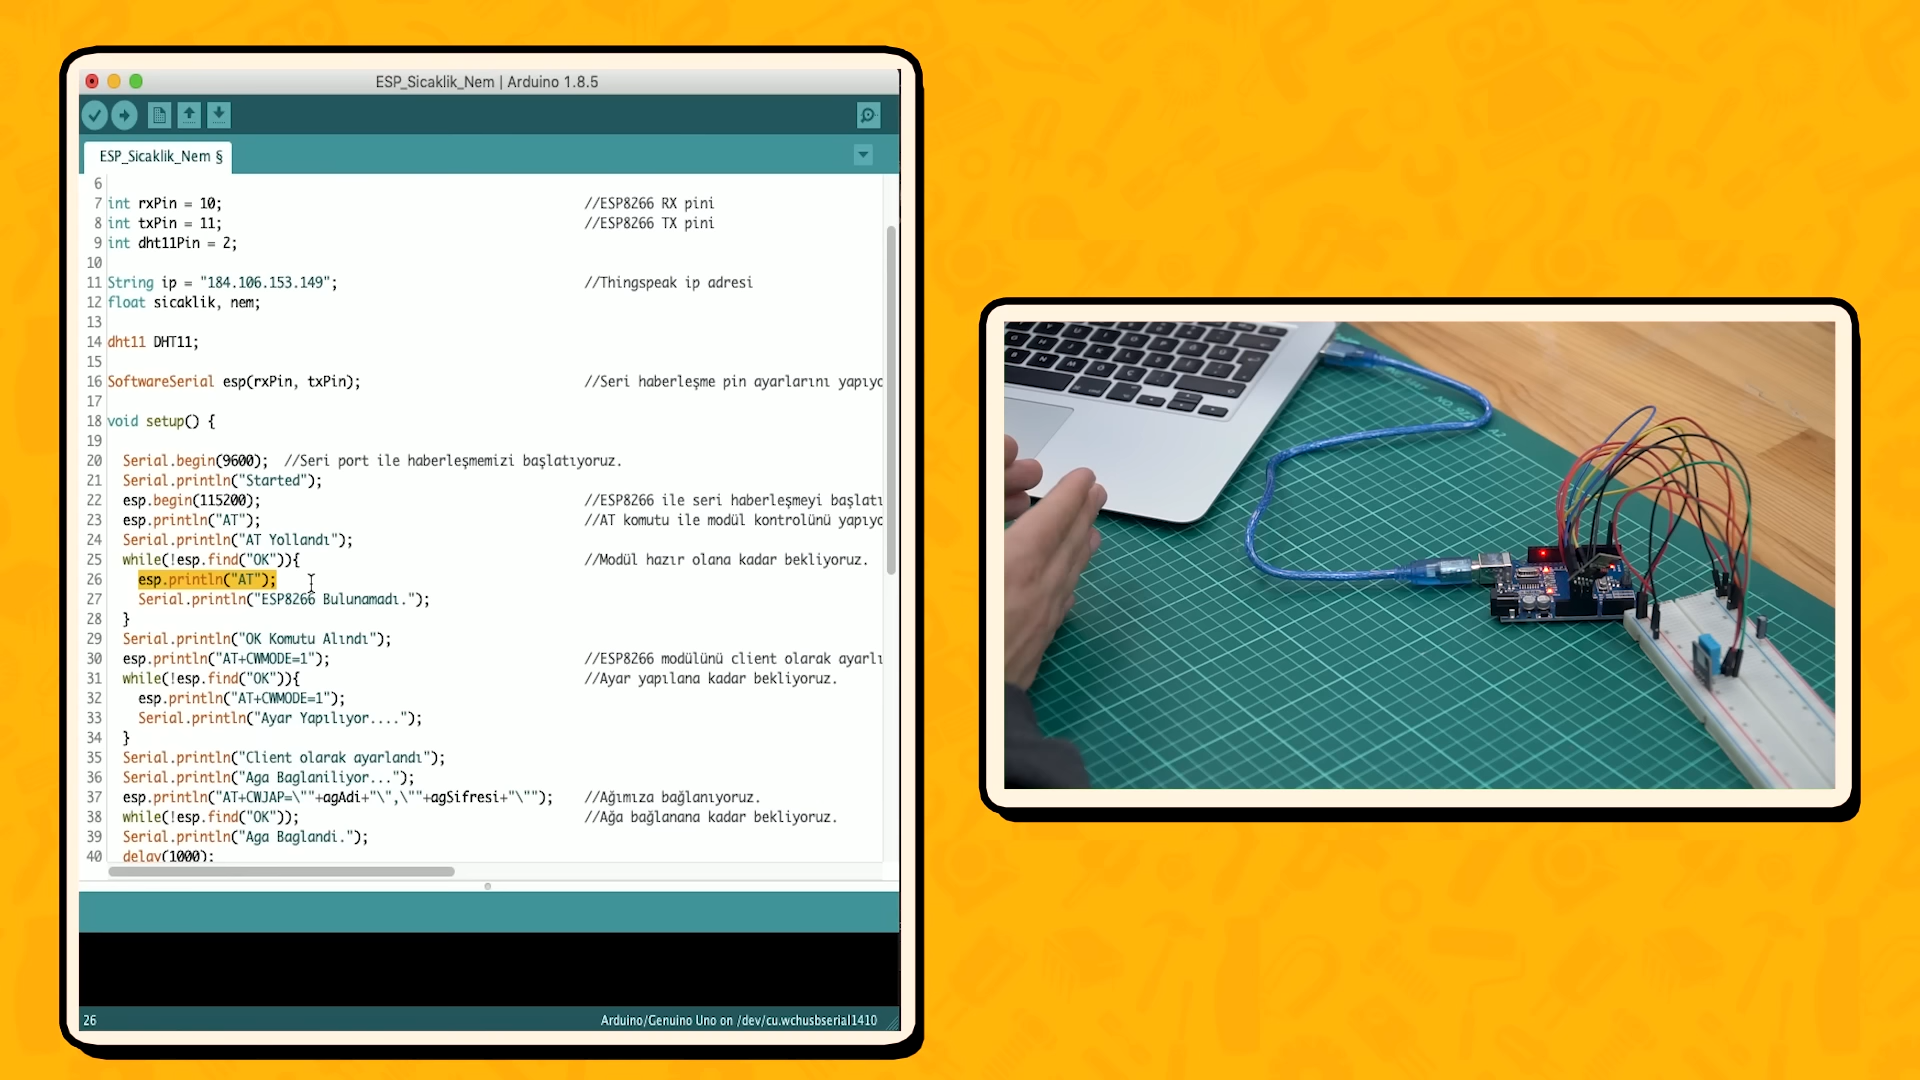 ESP_Sicaklik_Nem | Arduino 1.8.5
ESP_Sicaklik_Nem §
6
7 int rxPin = 10; //ESP8266 RX pini
8 int txPin = 11; //ESP8266 TX pini
9 int dht11Pin = 2;
10
11 String ip = "184.106.153.149"; //Thingspeak ip adresi
12 float sicaklik, nem;
13
14 dht11 DHT11;
15
16 SoftwareSerial esp(rxPin, txPin); //Seri haberleşme pin ayarlarını yapıyo
17
18 void setup() {
19
20 Serial.begin(9600); //Seri port ile haberleşmemizi başlatıyoruz.
21 Serial.println("Started");
22 esp.begin(115200); //ESP8266 ile seri haberleşmeyi başlatı
23 esp.println("AT"); //AT komutu ile modül kontrolünü yapıyo
24 Serial.println("AT Yollandı");
25 while(!esp.find("OK")){ //Modül hazır olana kadar bekliyoruz.
26 esp.println("AT");
27 Serial.println("ESP8266 Bulunamadı.");
28 }
29 Serial.println("OK Komutu Alındı");
30 esp.println("AT+CWMODE=1"); //ESP8266 modülünü client olarak ayarlı
31 while(!esp.find("OK")){ //Ayar yapılana kadar bekliyoruz.
32 esp.println("AT+CWMODE=1");
33 Serial.println("Ayar Yapılıyor....");
34 }
35 Serial.println("Client olarak ayarlandı");
36 Serial.println("Aga Baglaniliyor...");
37 esp.println("AT+CWJAP=\""+agAdi+"\",\""+agSifresi+"\""); //Ağımıza bağlanıyoruz.
38 while(!esp.find("OK")); //Ağa bağlanana kadar bekliyoruz.
39 Serial.println("Aga Baglandi.");
40 delay(1000);
26 Arduino/Genuino Uno on /dev/cu.wchusbserial1410